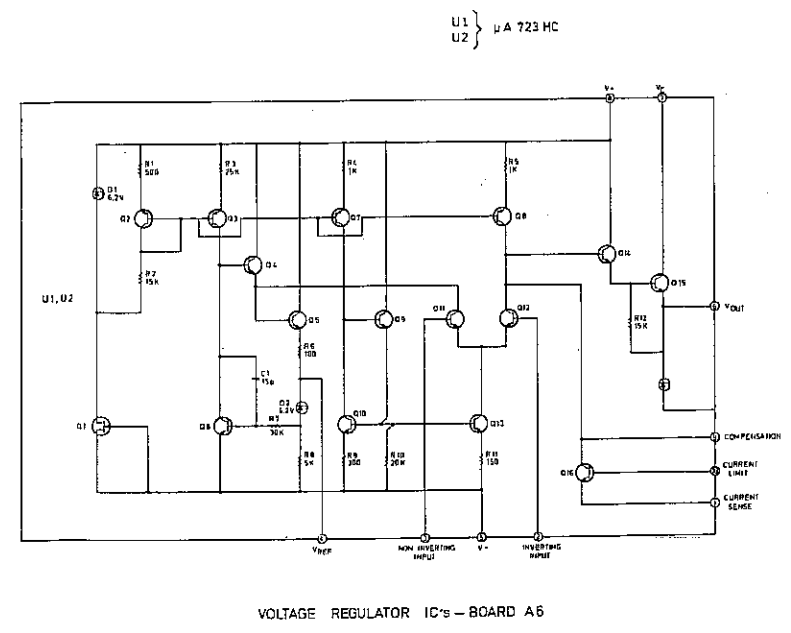 U1
U2
μA 723 HC
V+
Vc
R1
500
R3
25K
R4
1K
R5
1K
D1
6.2V
Q2
Q3
Q7
Q8
Q4
Q14
R2
15K
Q15
U1, U2
Q5
Q9
Q11
Q12
R12
15K
VOUT
R6
100
C1
15p
D2
6.2V
Q1
Q6
R7
30K
Q10
Q13
COMPENSATION
R8
5K
R9
300
R10
20K
R11
150
Q16
CURRENT
LIMIT
CURRENT
SENSE
VREF
NON INVERTING
INPUT
V-
INVERTING
INPUT
VOLTAGE REGULATOR IC's – BOARD A6